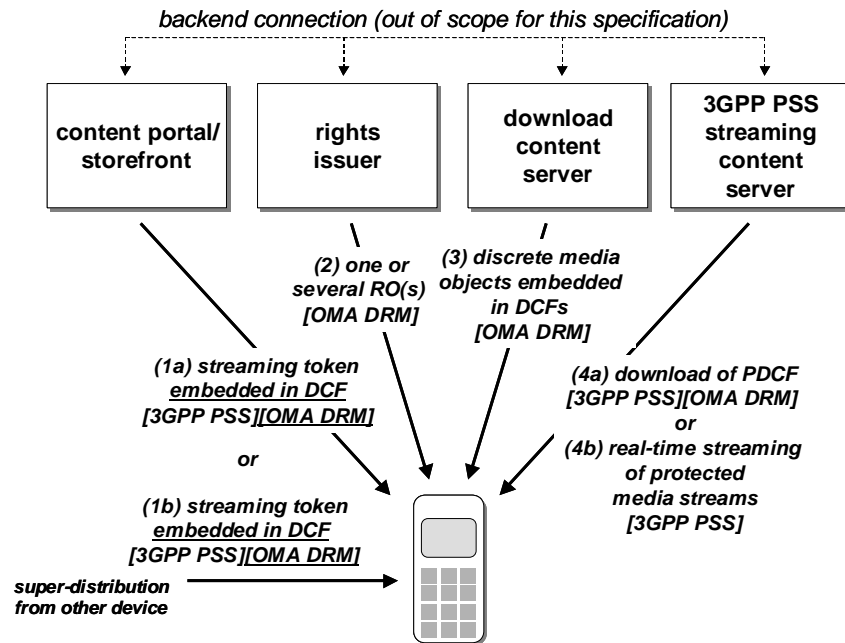 backend connection (out of scope for this specification)
content portal/
storefront
rights
issuer
download
content
server
3GPP PSS
streaming
content
server
(2) one or
several RO(s)
[OMA DRM]
(3) discrete media
objects embedded
in DCFs
[OMA DRM]
(1a) streaming token
embedded in DCF
[3GPP PSS][OMA DRM]
or
(1b) streaming token
embedded in DCF
[3GPP PSS][OMA DRM]
(4a) download of PDCF
[3GPP PSS][OMA DRM]
or
(4b) real-time streaming
of protected
media streams
[3GPP PSS]
super-distribution
from other device